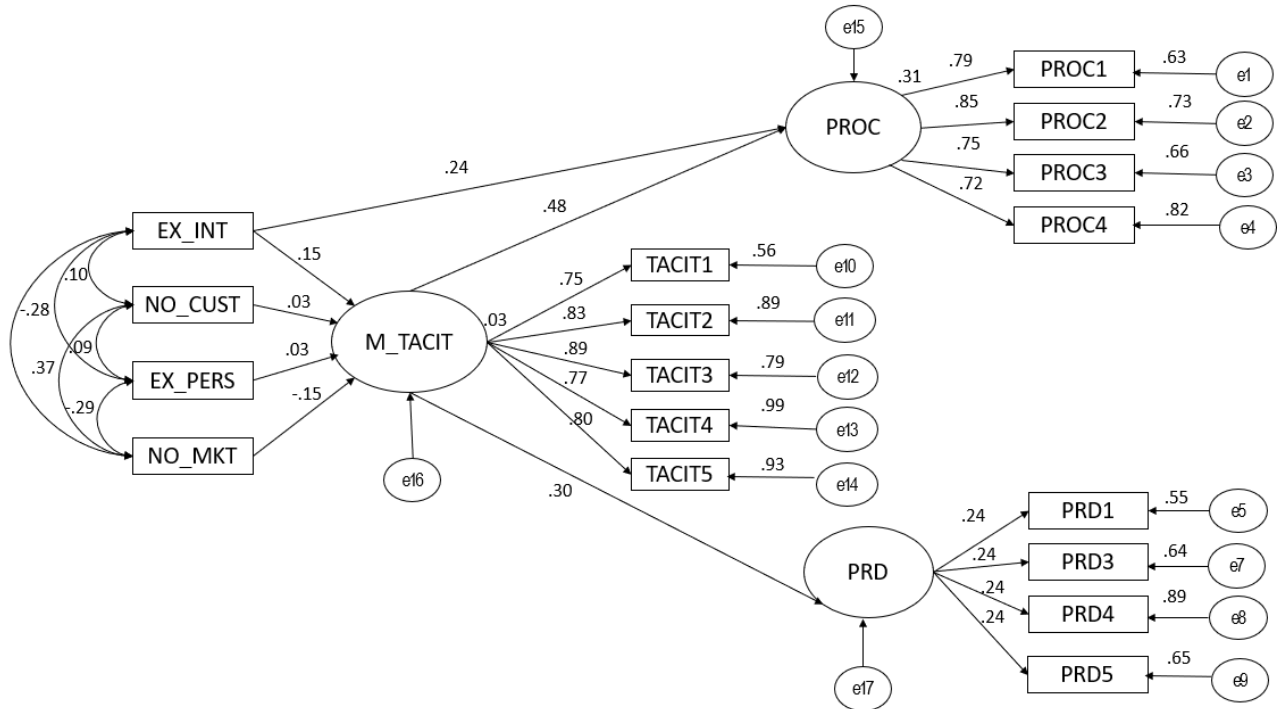 e15
.31
.79
PROC1
.63
e1
PROC
.85
PROC2
.73
e2
.75
PROC3
.66
e3
.72
PROC4
.82
e4
.24
.48
EX_INT
.15
.10
-.28
NO_CUST
.03
.09
.37
EX_PERS
.03
-.29
NO_MKT
-.15
M_TACIT
.03
e16
.75
TACIT1
.56
e10
.83
TACIT2
.89
e11
.89
TACIT3
.79
e12
.77
TACIT4
.99
e13
.80
TACIT5
.93
e14
.30
PRD
e17
.24
PRD1
.55
e5
.24
PRD3
.64
e7
.24
PRD4
.89
e8
.24
PRD5
.65
e9